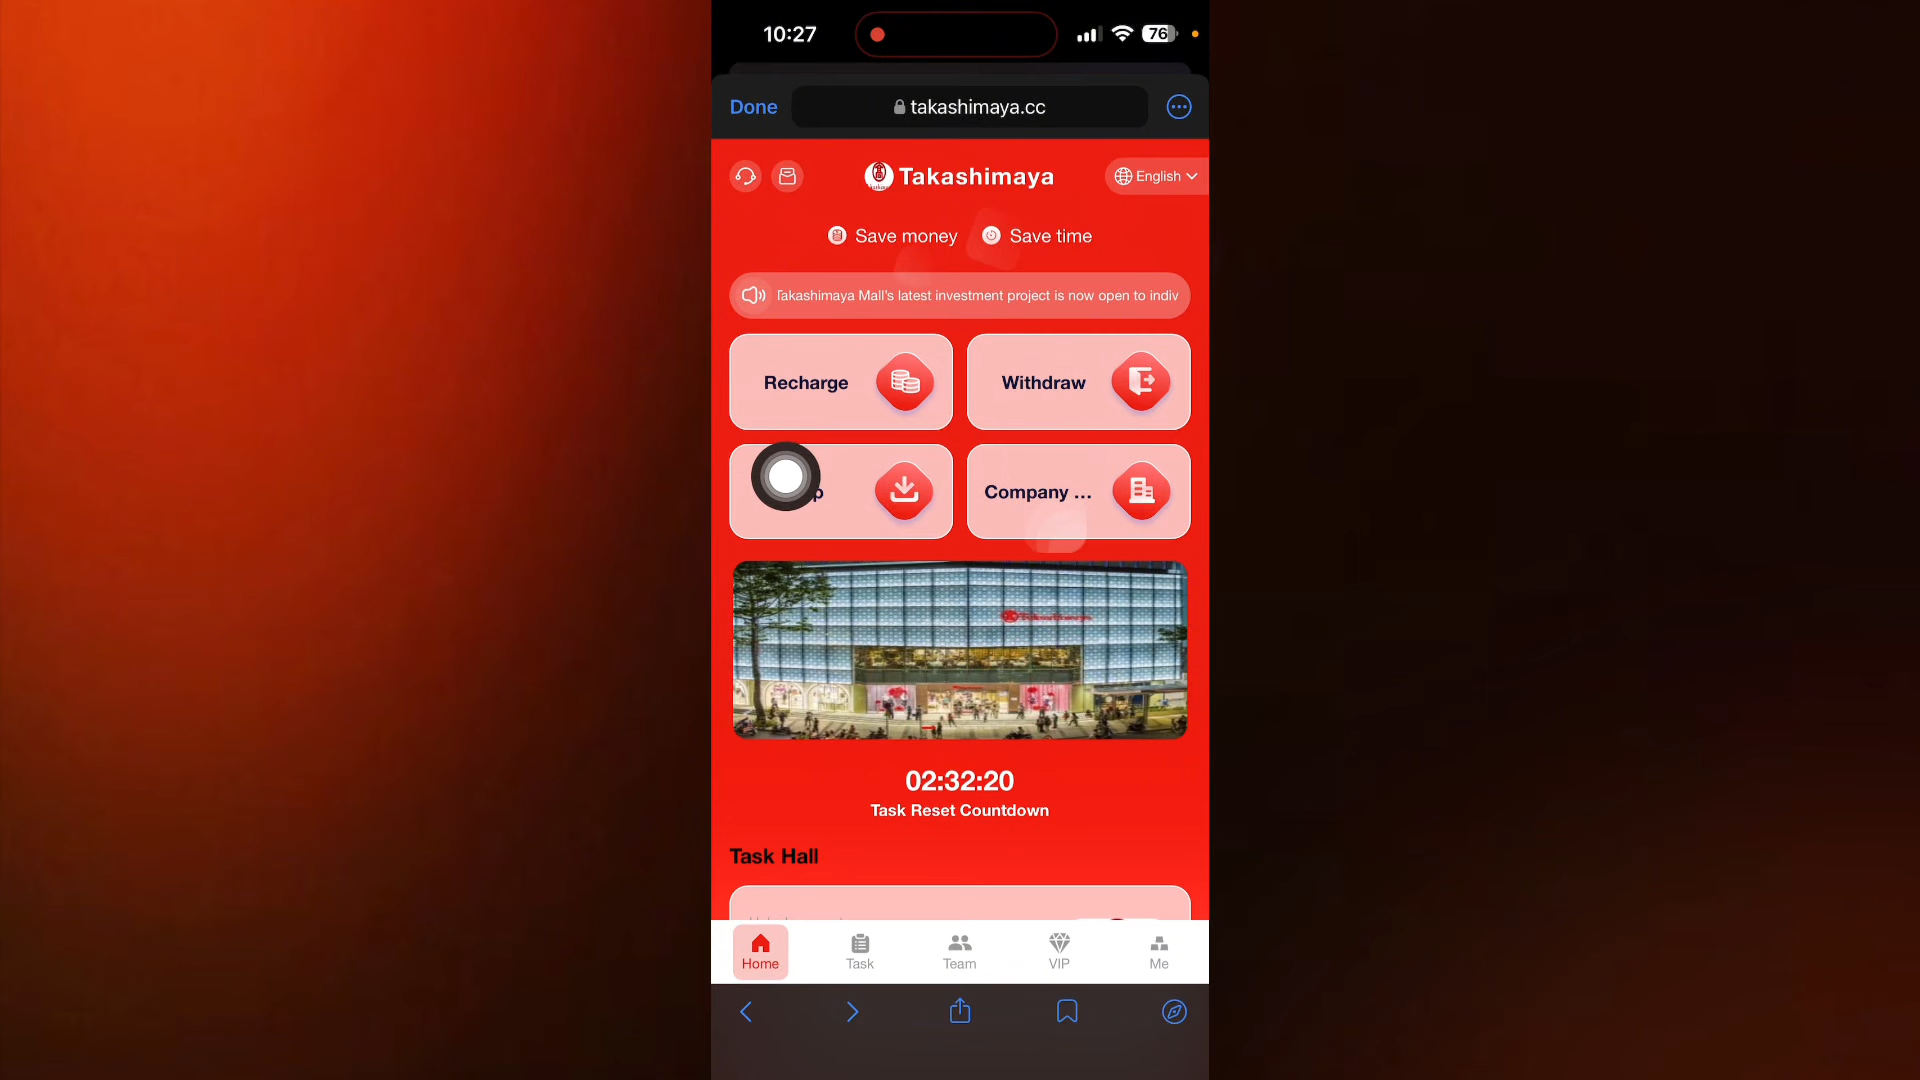 10:27
76
Done
takashimaya.cc
Takashimaya
English
Save money
Save time
Takashimaya Mall's latest investment project is now open to indiv
Recharge
Withdraw
p
Company ...
Takashimaya
02:32:20
Task Reset Countdown
Task Hall
Home
Task
Team
VIP
Me